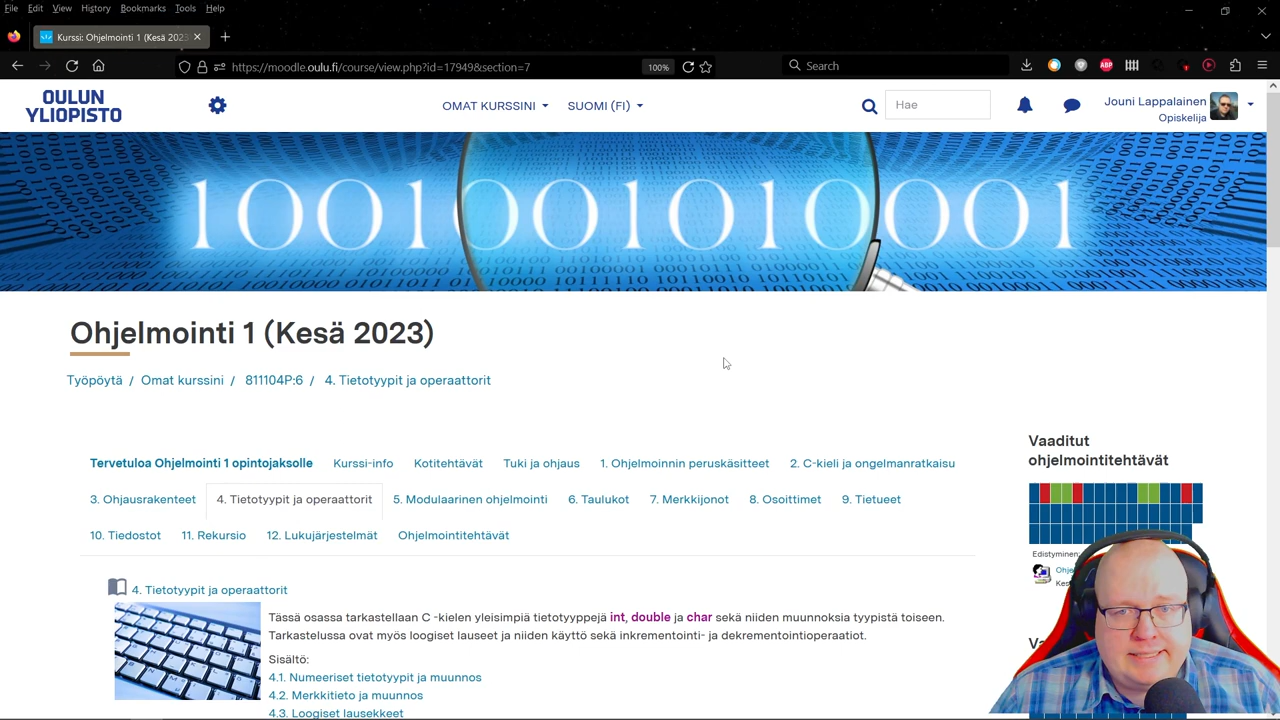 File Edit View History Bookmarks Tools Help
Kurssi: Ohjelmointi 1 (Kesä 2023
https://moodle.oulu.fi/course/view.php?id=17949&section=7
100%
Search
ABP
OULUN
YLIOPISTO
OMAT KURSSINI
SUOMI (FI)
Hae
Jouni Lappalainen
Opiskelija
100100101010001
Ohjelmointi 1 (Kesä 2023)
Työpöytä / Omat kurssini / 811104P:6 / 4. Tietotyypit ja operaattorit
Tervetuloa Ohjelmointi 1 opintojaksolle Kurssi-info Kotitehtävät Tuki ja ohjaus 1. Ohjelmoinnin peruskäsitteet 2. C-kieli ja ongelmanratkaisu
3. Ohjausrakenteet 4. Tietotyypit ja operaattorit 5. Modulaarinen ohjelmointi 6. Taulukot 7. Merkkijonot 8. Osoittimet 9. Tietueet
10. Tiedostot 11. Rekursio 12. Lukujärjestelmät Ohjelmointitehtävät
4. Tietotyypit ja operaattorit
Tässä osassa tarkastellaan C -kielen yleisimpiä tietotyyppejä int, double ja char sekä niiden muunnoksia tyypistä toiseen.
Tarkastelussa ovat myös loogiset lauseet ja niiden käyttö sekä inkrementointi- ja dekrementointioperaatiot.
Sisältö:
4.1. Numeeriset tietotyypit ja muunnos
4.2. Merkkitieto ja muunnos
4.3. Loogiset lausekkeet
Vaaditut
ohjelmointitehtävät
Edistyminen:
Ohje
Kes
Va